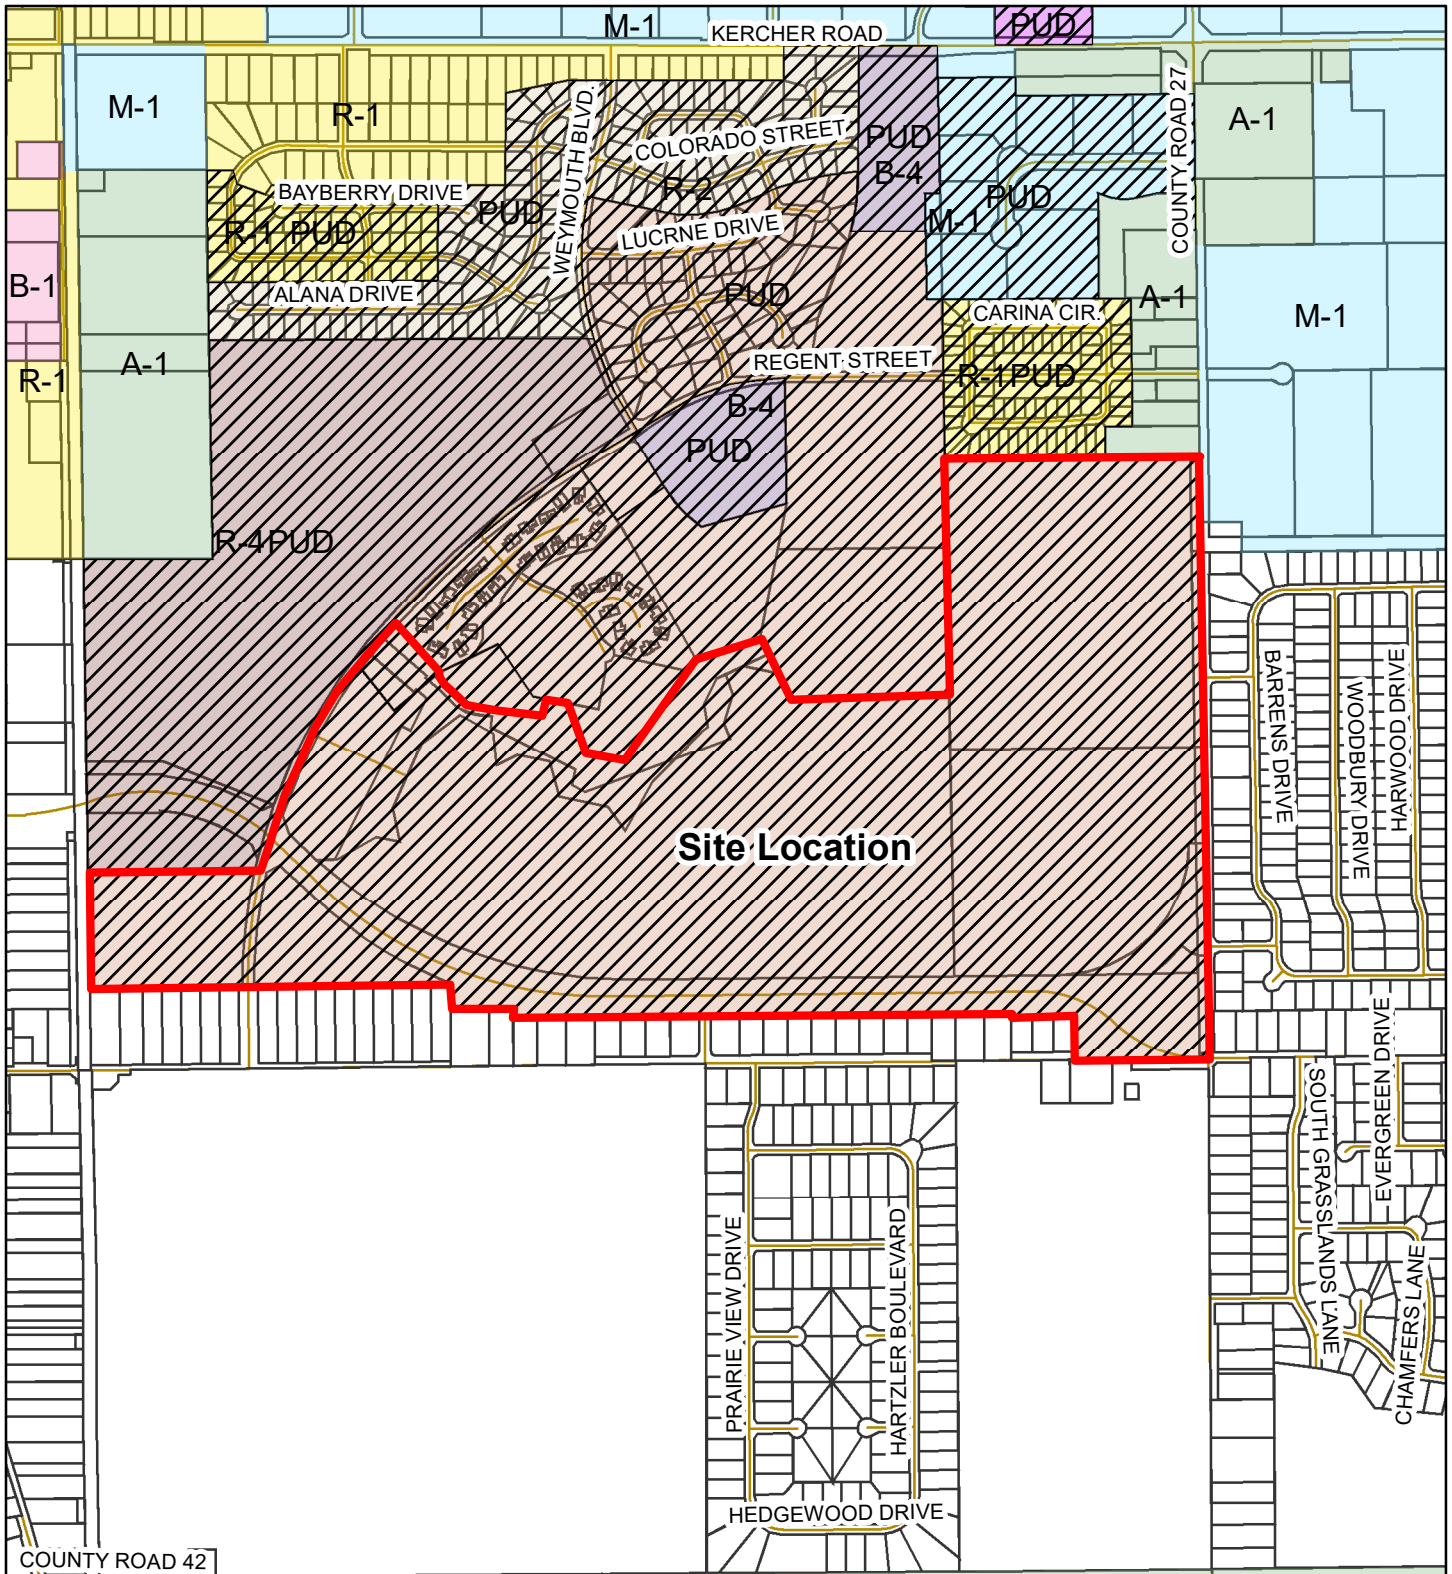 M-1
KERCHER ROAD
PUD
M-1
R-1
WEYMOUTH BLVD.
COLORADO STREET
PUD
B-4
COUNTY ROAD 27
A-1
BAYBERRY DRIVE
PUD
R-2
PUD
M-1
R-1 PUD
LUCRNE DRIVE
B-1
ALANA DRIVE
PUD
A-1
CARINA CIR.
M-1
A-1
REGENT STREET
R-1
R-1PUD
B-4
PUD
R-4PUD
BARRENS DRIVE
WOODBURY DRIVE
HARWOOD DRIVE
Site Location
SOUTH GRASSLANDS LANE
EVERGREEN DRIVE
PRAIRIE VIEW DRIVE
HARTZLER BOULEVARD
CHAMFERS LANE
HEDGEWOOD DRIVE
COUNTY ROAD 42